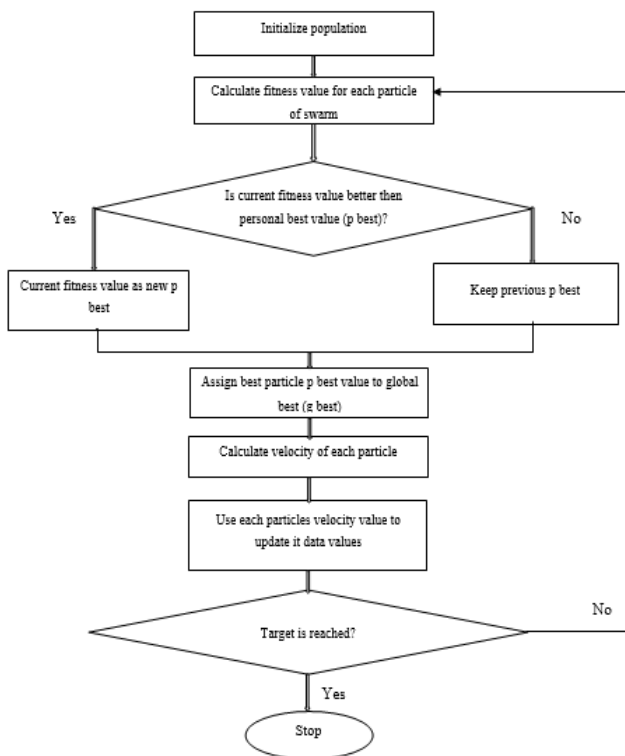 Initialize population
Calculate fitness value for each particle
of swarm
Is current fitness value better then
personal best value (p best)?
Yes
No
Current fitness value as new p
best
Keep previous p best
Assign best particle p best value to global
best (g best)
Calculate velocity of each particle
Use each particles velocity value to
update it data values
Target is reached?
No
Yes
Stop